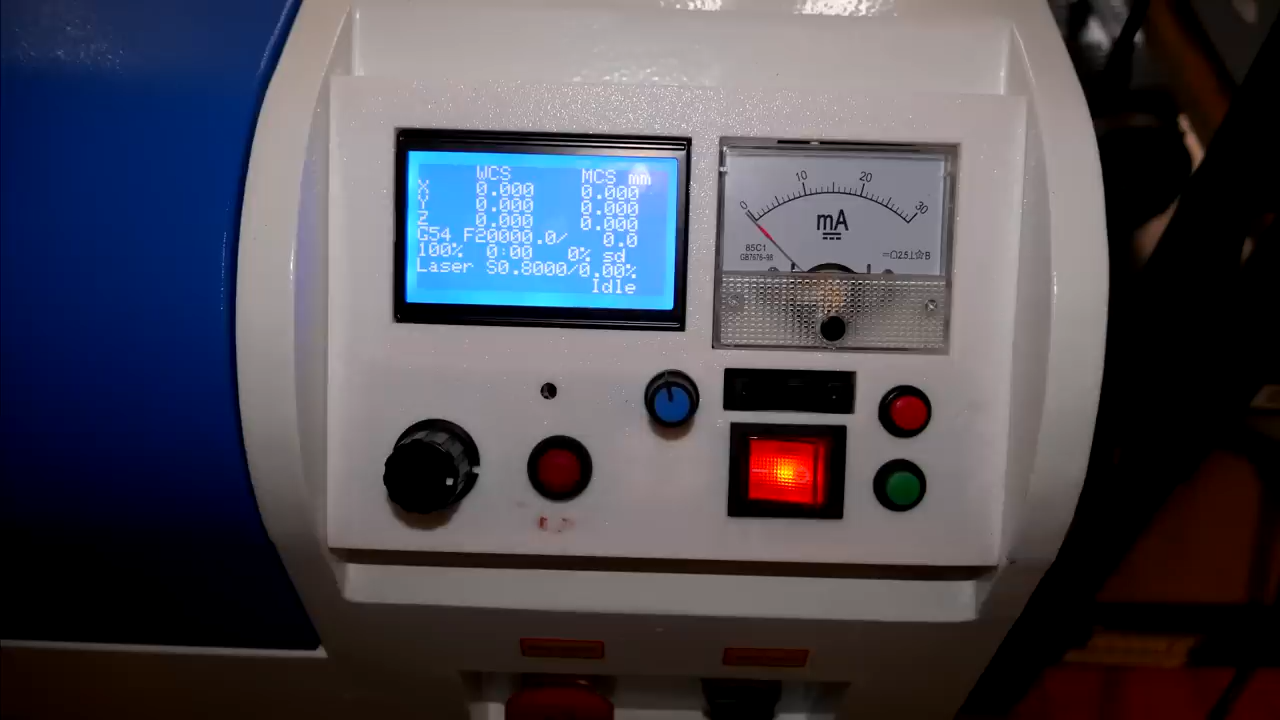 WCS MCS mm
X 0.000 0.000
Y 0.000 0.000
Z 0.000 0.000
G54 F20000.0/ 0.0
100% 0:00 0% sd
Laser S0.8000/0.00%
Idle
0 10 20 30
mA
85C1
GB7676-98
2.5
B